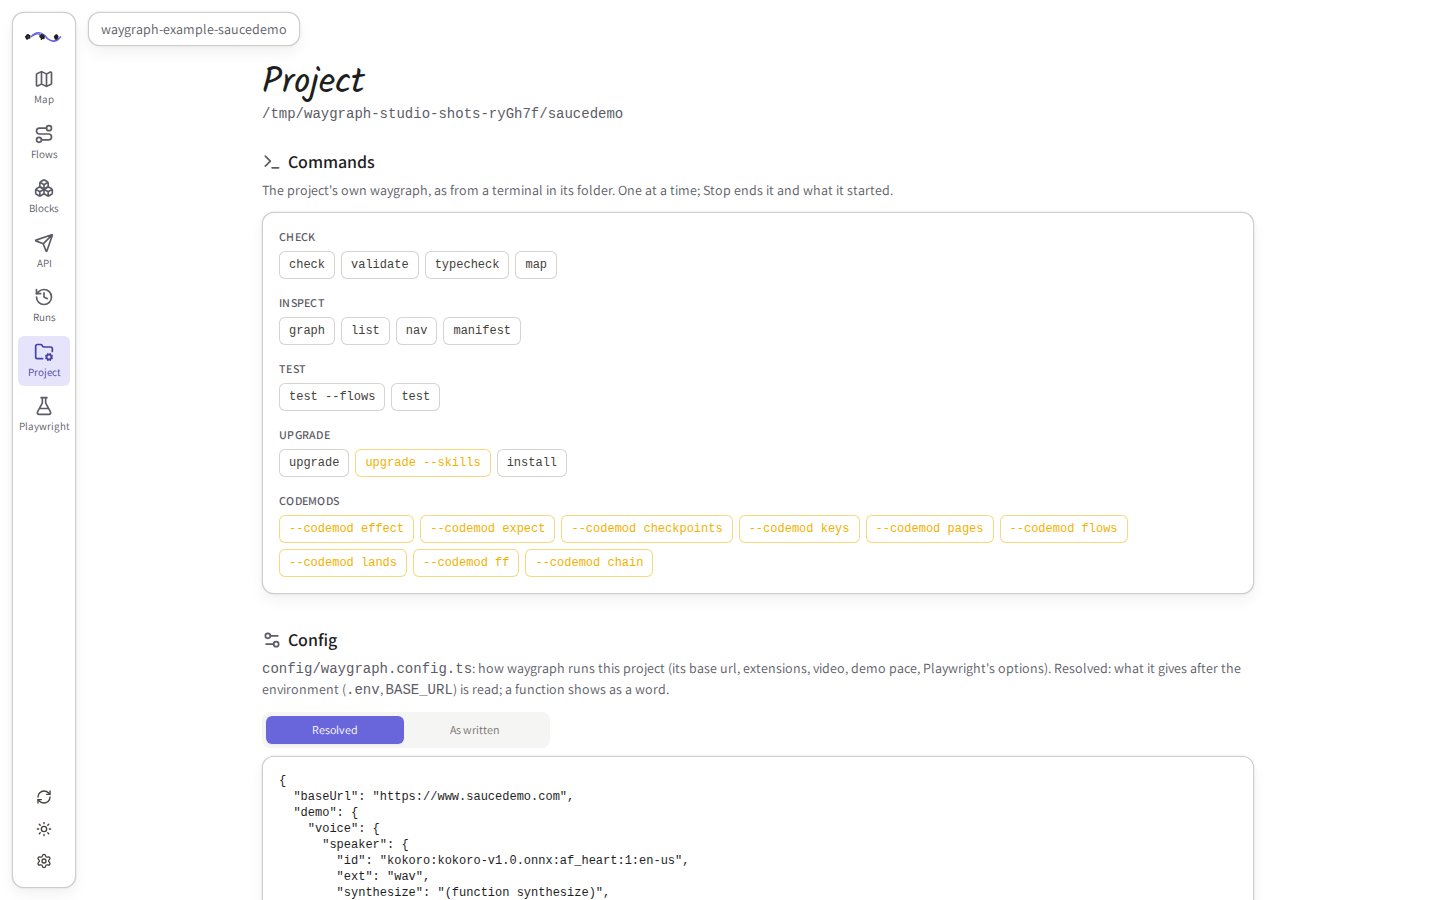 waygraph-example-saucedemo
Map
Flows
Blocks
API
Runs
Project
Playwright
Project
/tmp/waygraph-studio-shots-ryGh7f/saucedemo
Commands
The project's own waygraph, as from a terminal in its folder. One at a time; Stop ends it and what it started.
CHECK
check validate typecheck map
INSPECT
graph list nav manifest
TEST
test --flows test
UPGRADE
upgrade upgrade --skills install
CODEMODS
--codemod effect --codemod expect --codemod checkpoints --codemod keys --codemod pages --codemod flows
--codemod lands --codemod ff --codemod chain
Config
config/waygraph.config.ts: how waygraph runs this project (its base url, extensions, video, demo pace, Playwright's options). Resolved: what it gives after the
environment (.env, BASE_URL) is read; a function shows as a word.
Resolved As written
{
"baseUrl": "https://www.saucedemo.com",
"demo": {
"voice": {
"speaker": {
"id": "kokoro:kokoro-v1.0.onnx:af_heart:1:en-us",
"ext": "wav",
"synthesize": "(function synthesize)",